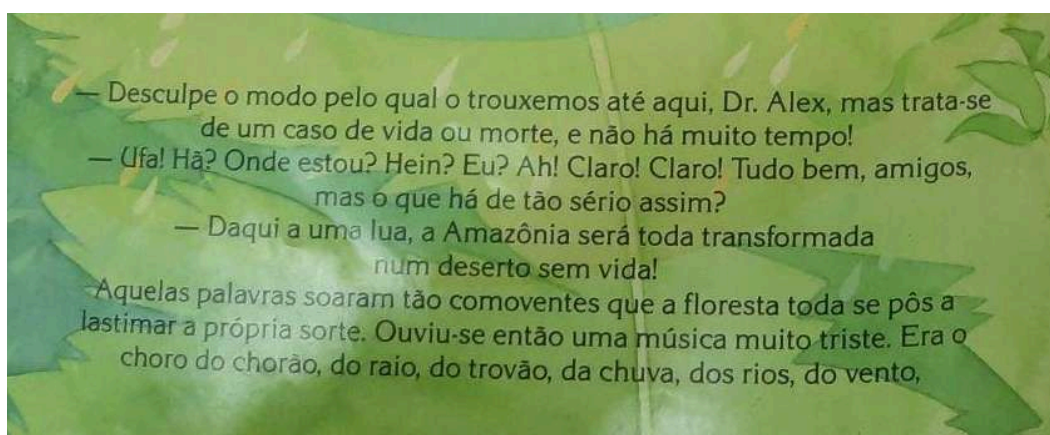 — Desculpe o modo pelo qual o trouxemos até aqui, Dr. Alex, mas trata-se
de um caso de vida ou morte, e não há muito tempo!
— Ufa! Hã? Onde estou? Hein? Eu? Ah! Claro! Claro! Tudo bem, amigos,
mas o que há de tão sério assim?
— Daqui a uma lua, a Amazônia será toda transformada
num deserto sem vida!
Aquelas palavras soaram tão comoventes que a floresta toda se pôs a
lastimar a própria sorte. Ouviu-se então uma música muito triste. Era o
choro do chorão, do raio, do trovão, da chuva, dos rios, do vento,